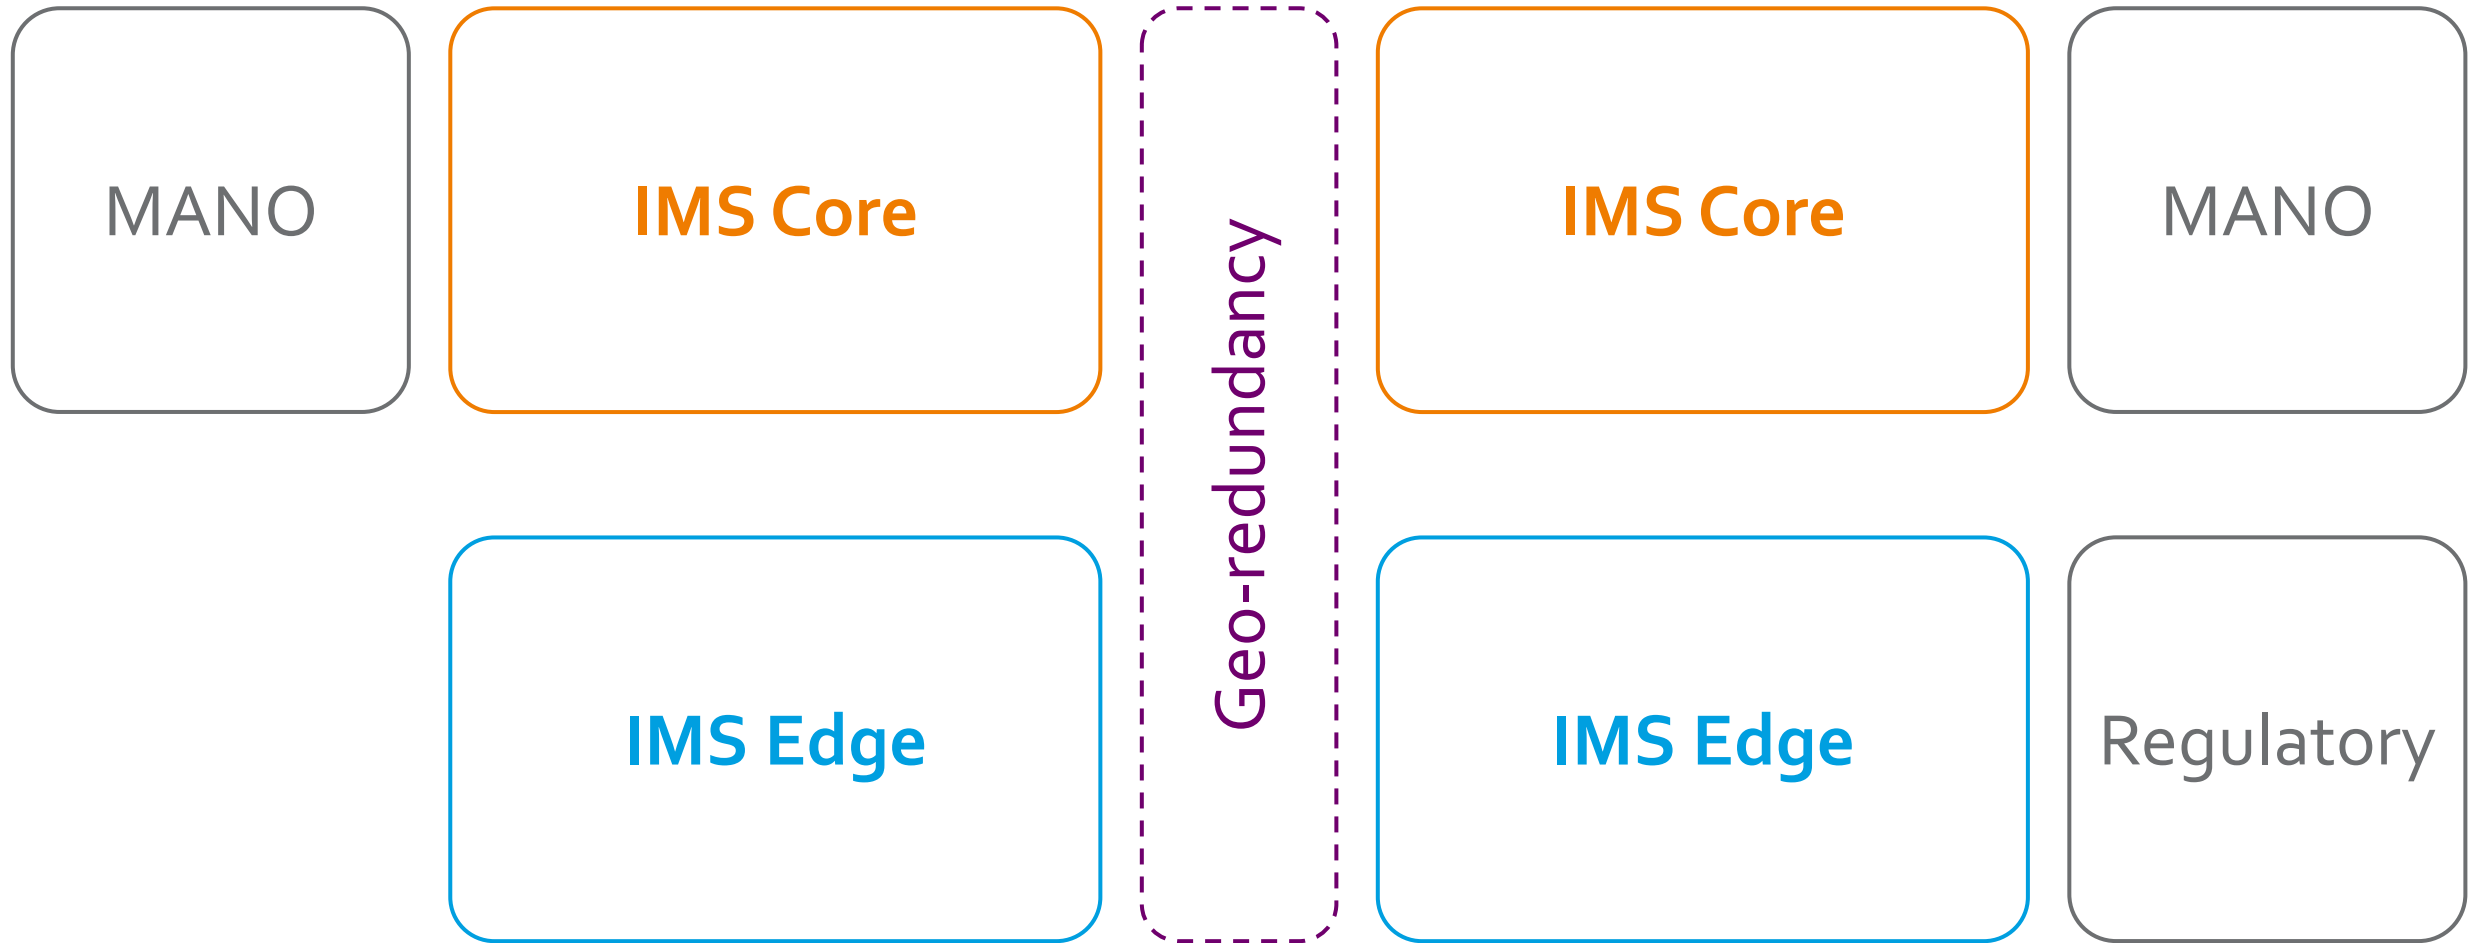 MANO
IMS Core
Geo-redundancy
IMS Core
MANO
IMS Edge
IMS Edge
Regulatory